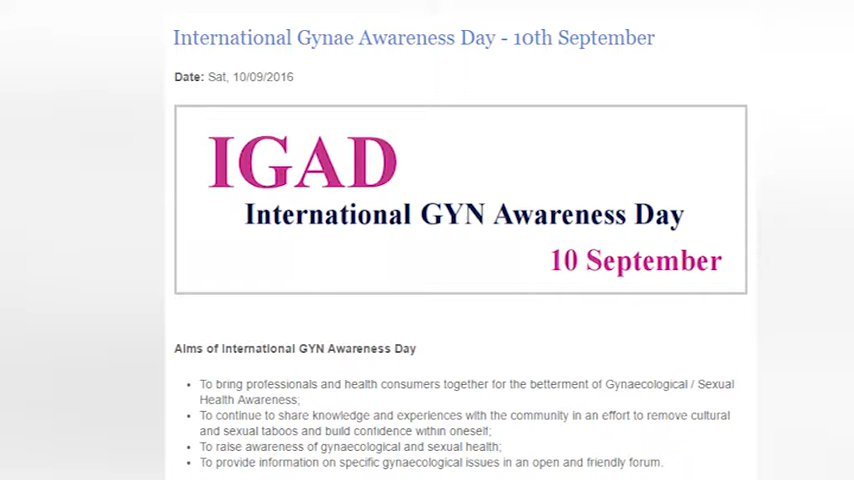 International Gynae Awareness Day - 10th September
Date: Sat, 10/09/2016
IGAD
International GYN Awareness Day
10 September
Aims of International GYN Awareness Day
• To bring professionals and health consumers together for the betterment of Gynaecological / Sexual
Health Awareness;
• To continue to share knowledge and experiences with the community in an effort to remove cultural
and sexual taboos and build confidence within oneself;
• To raise awareness of gynaecological and sexual health;
• To provide information on specific gynaecological issues in an open and friendly forum.